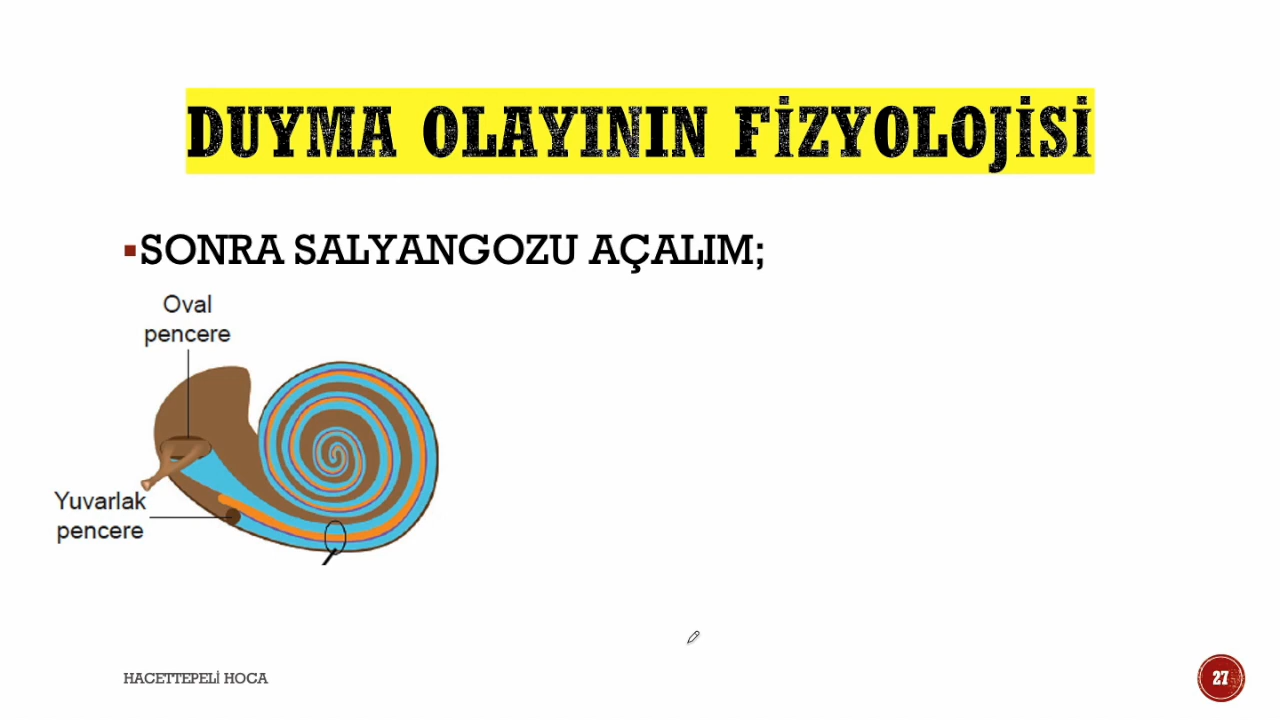 DUYMA OLAYININ FİZYOLOJİSİ
SONRA SALYANGOZU AÇALIM;
Oval
pencere
Yuvarlak
pencere
HACETTEPELİ HOCA
27